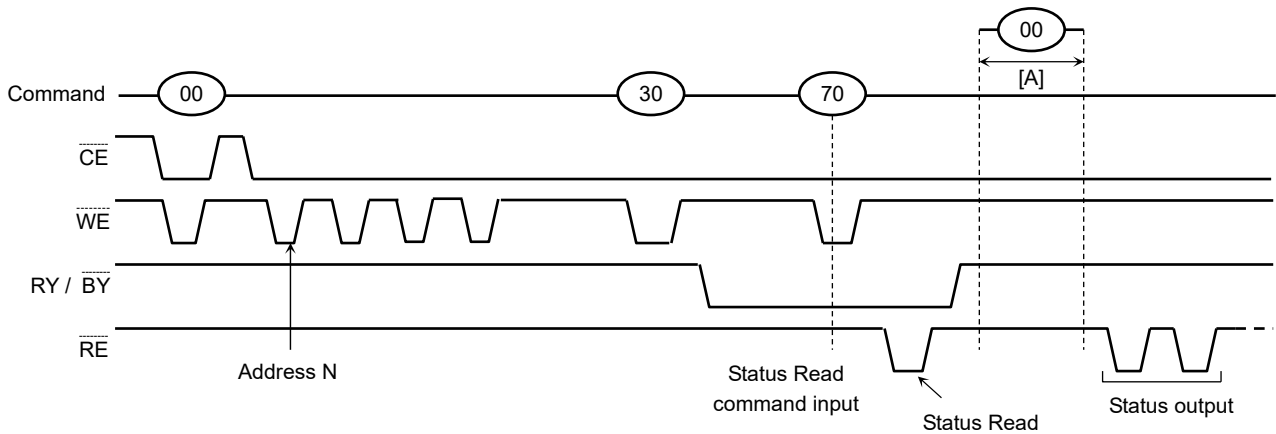 00
[A]
Command 00 30 70
CE
WE
RY / BY
RE
Address N
Status Read
command input
Status Read
Status output